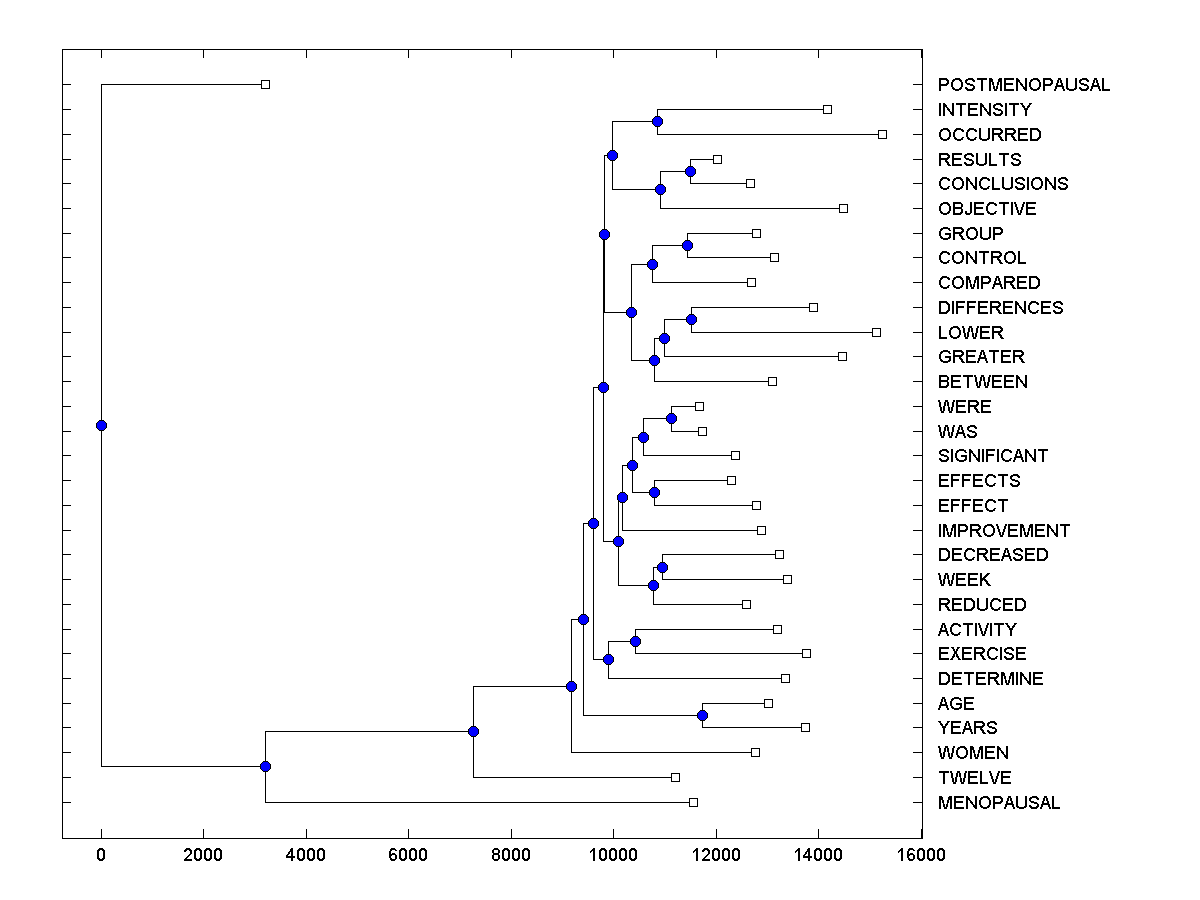 POSTMENOPAUSAL
INTENSITY
OCCURRED
RESULTS
CONCLUSIONS
OBJECTIVE
GROUP
CONTROL
COMPARED
DIFFERENCES
LOWER
GREATER
BETWEEN
WERE
WAS
SIGNIFICANT
EFFECTS
EFFECT
IMPROVEMENT
DECREASED
WEEK
REDUCED
ACTIVITY
EXERCISE
DETERMINE
AGE
YEARS
WOMEN
TWELVE
MENOPAUSAL
0 2000 4000 6000 8000 10000 12000 14000 16000